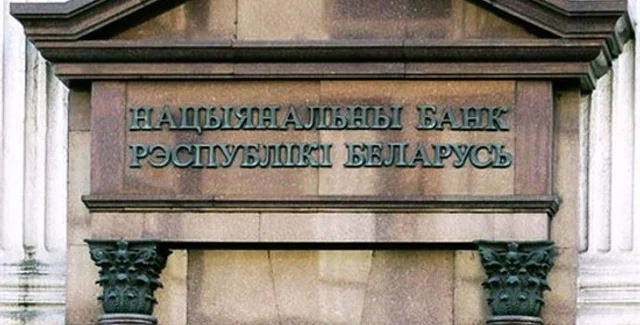 НАЦЫЯНАЛЬНЫ БАНК
РЭСПУБЛІКІ БЕЛАРУСЬ